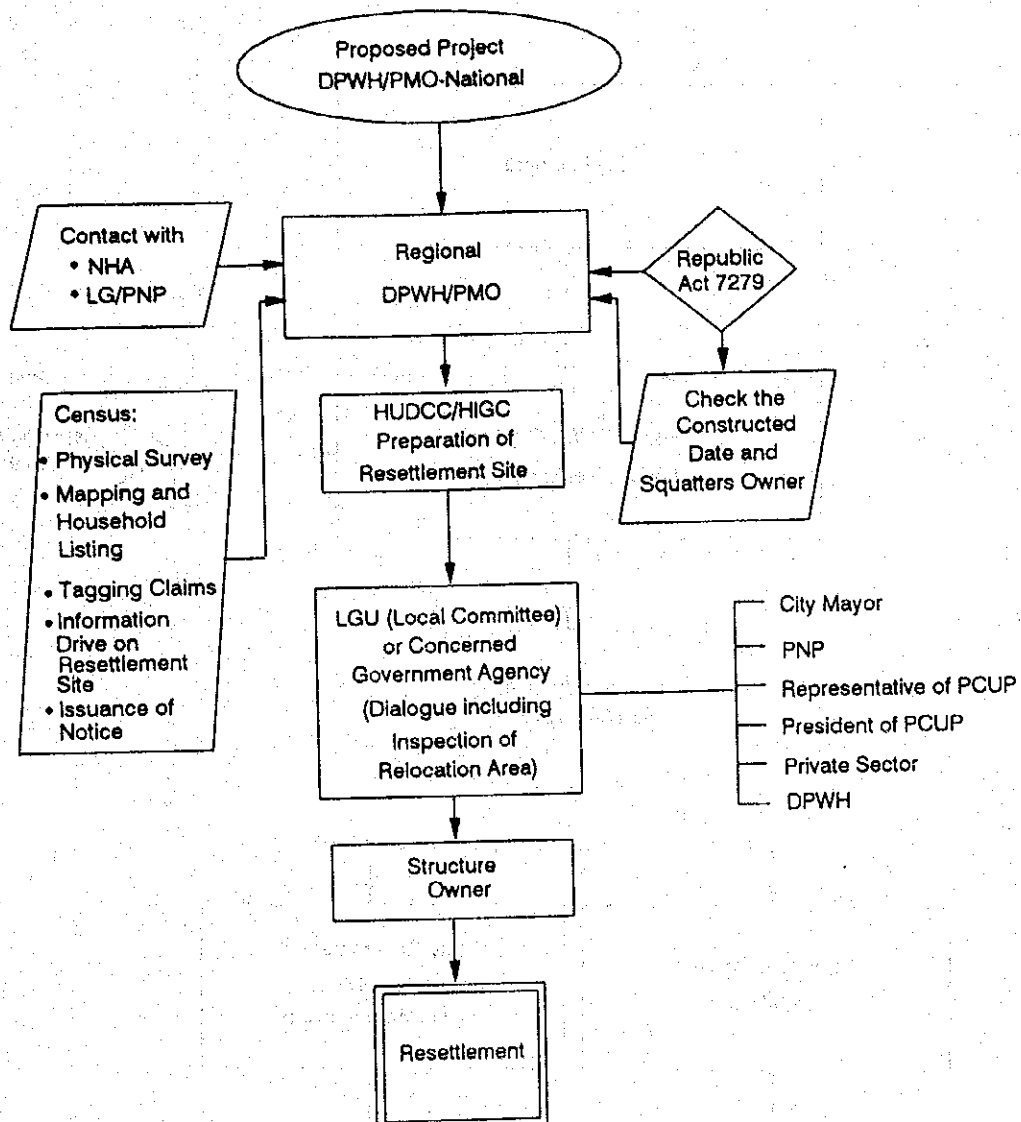 Proposed Project
DPWH/PMO-National
Contact with
• NHA
• LG/PNP
Regional
DPWH/PMO
Republic
Act 7279
Census:
• Physical Survey
• Mapping and
Household
Listing
• Tagging Claims
• Information
Drive on
Resettlement
Site
• Issuance of
Notice
HUDCC/HIGC
Preparation of
Resettlement Site
Check the
Constructed
Date and
Squatters Owner
LGU (Local Committee)
or Concerned
Government Agency
(Dialogue including
Inspection of
Relocation Area)
City Mayor
PNP
Representative of PCUP
President of PCUP
Private Sector
DPWH
Structure
Owner
Resettlement